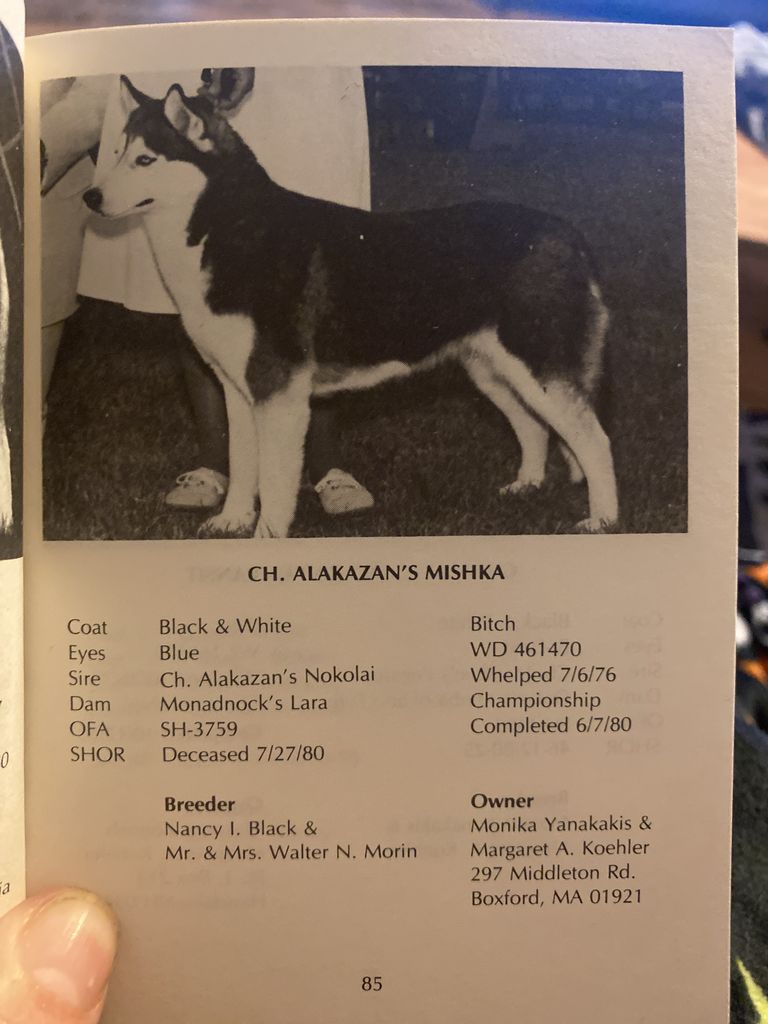 CH. ALAKAZAN'S MISHKA
Coat Black & White
Eyes Blue
Sire Ch. Alakazan's Nokolai
Dam Monadnock's Lara
OFA SH-3759
SHOR Deceased 7/27/80
Bitch
WD 461470
Whelped 7/6/76
Championship
Completed 6/7/80
Breeder
Nancy I. Black &
Mr. & Mrs. Walter N. Morin
Owner
Monika Yanakakis &
Margaret A. Koehler
297 Middleton Rd.
Boxford, MA 01921
85